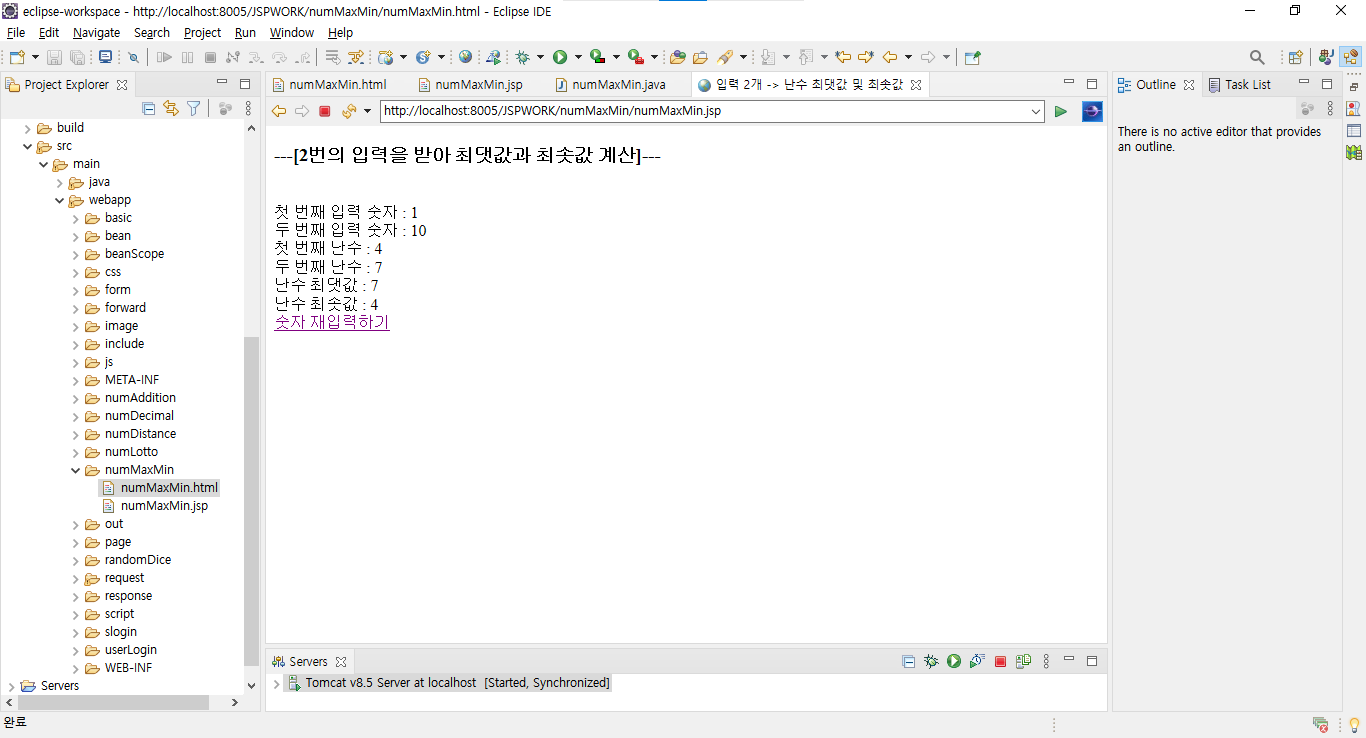 eclipse-workspace - http://localhost:8005/JSPWORK/numMaxMin/numMaxMin.html - Eclipse IDE
File Edit Navigate Search Project Run Window Help
Project Explorer
build
src
main
java
webapp
basic
bean
beanScope
css
form
forward
image
include
js
META-INF
numAddition
numDecimal
numDistance
numLotto
numMaxMin
numMaxMin.html
numMaxMin.jsp
out
page
randomDice
request
response
script
slogin
userLogin
WEB-INF
Servers
numMaxMin.html numMaxMin.jsp numMaxMin.java 입력 2개 -> 난수 최댓값 및 최솟값
http://localhost:8005/JSPWORK/numMaxMin/numMaxMin.jsp
---[2번의 입력을 받아 최댓값과 최솟값 계산]---
첫 번째 입력 숫자 : 1
두 번째 입력 숫자 : 10
첫 번째 난수 : 4
두 번째 난수 : 7
난수 최댓값 : 7
난수 최솟값 : 4
숫자 재입력하기
Servers
Tomcat v8.5 Server at localhost [Started, Synchronized]
Outline Task List
There is no active editor that provides
an outline.
완료